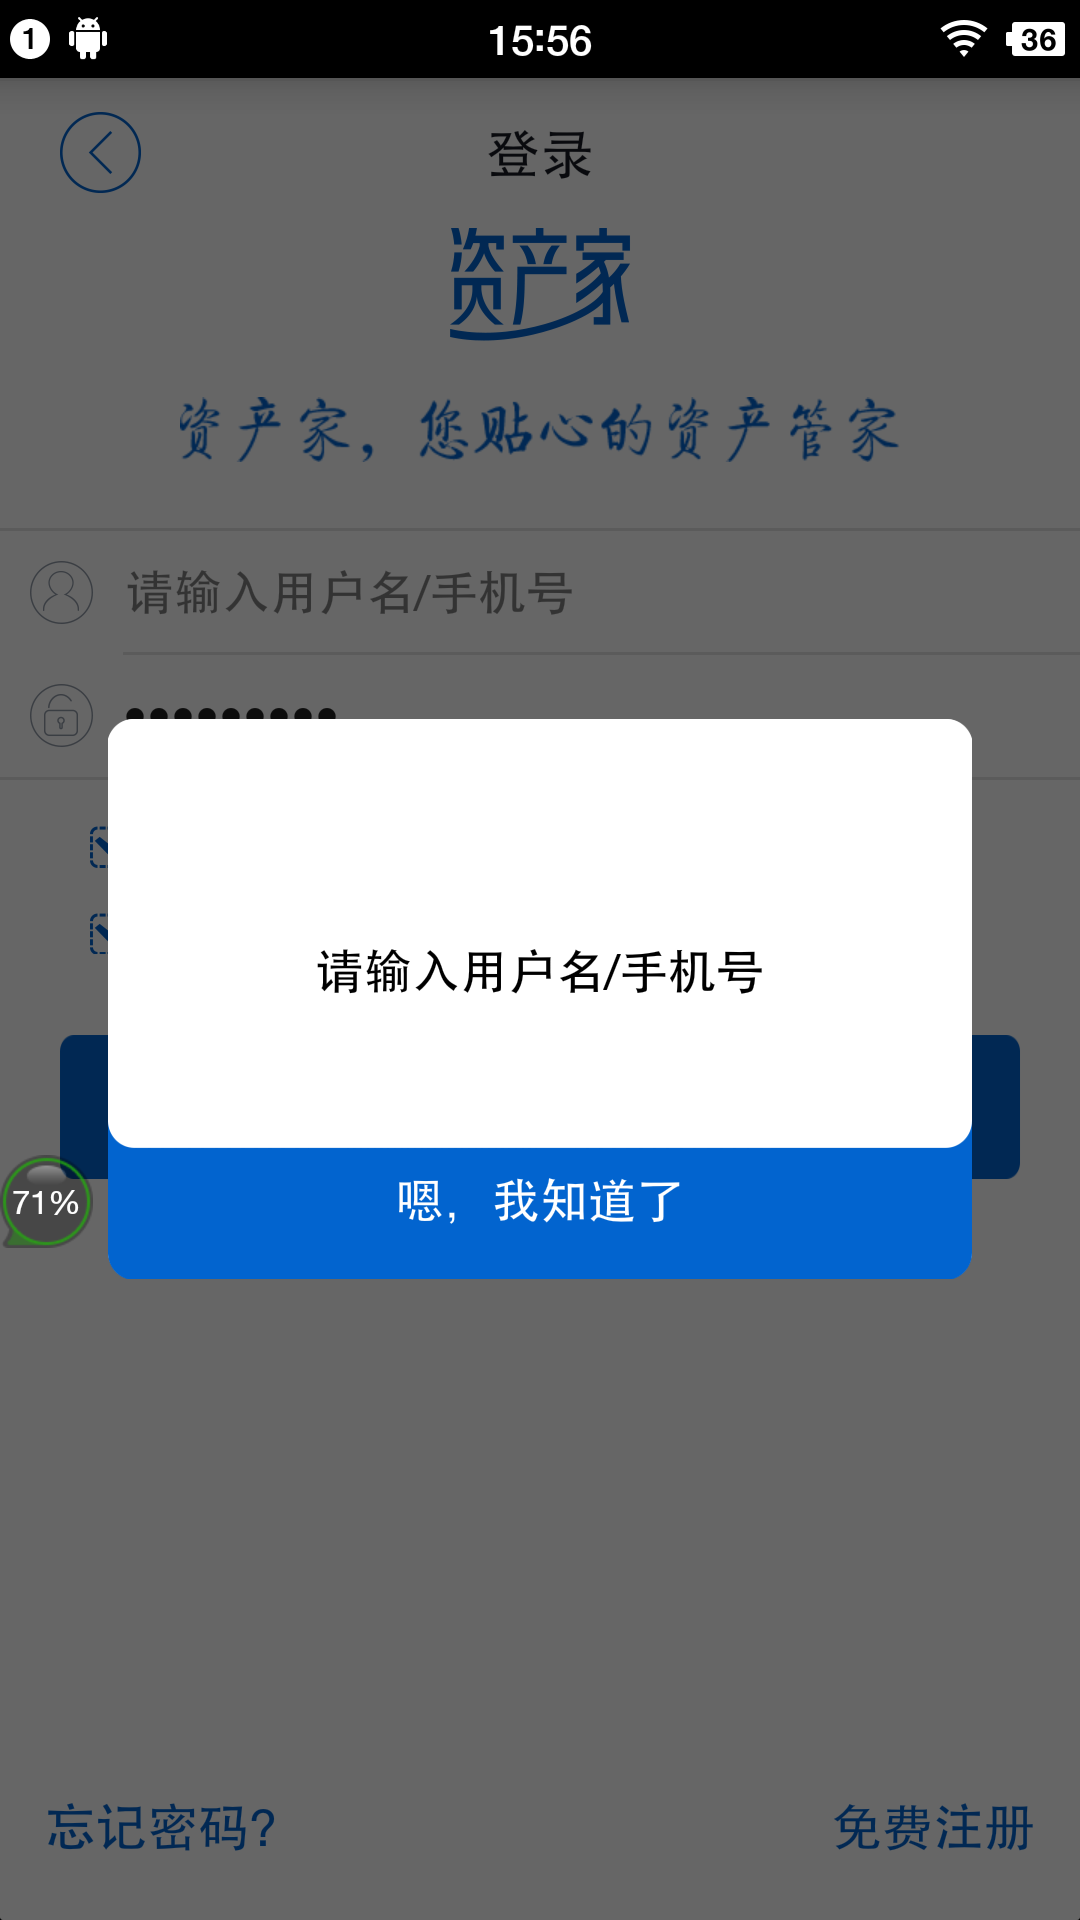 1
15:56
36
登录
资产家
资产家，您贴心的资产管家
请输入用户名/手机号
•••••••••
请输入用户名/手机号
嗯，我知道了
71%
忘记密码?
免费注册